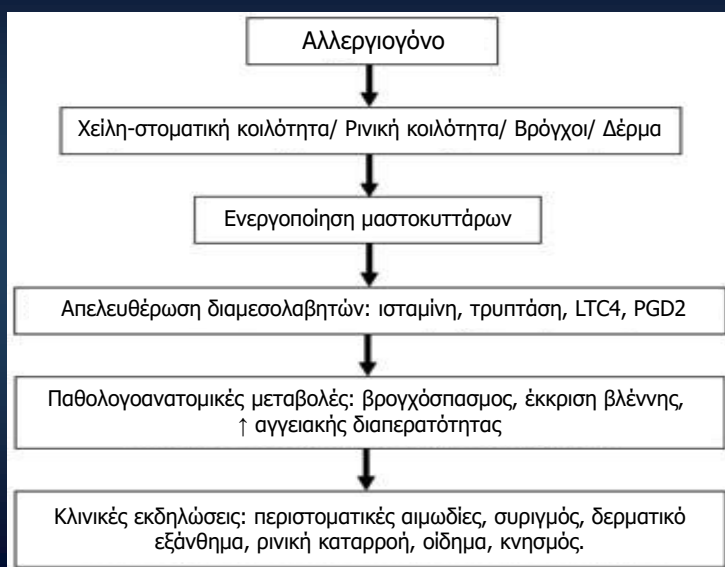 Αλλεργιογόνο
Χείλη-στοματική κοιλότητα/ Ρινική κοιλότητα/ Βρόγχοι/ Δέρμα
Ενεργοποίηση μαστοκυττάρων
Απελευθέρωση διαμεσολαβητών: ισταμίνη, τρυπτάση, LTC4, PGD2
Παθολογοανατομικές μεταβολές: βρογχόσπασμος, έκκριση βλέννης,
↑ αγγειακής διαπερατότητας
Κλινικές εκδηλώσεις: περιστοματικές αιμωδίες, συριγμός, δερματικό
εξάνθημα, ρινική καταρροή, οίδημα, κνησμός.